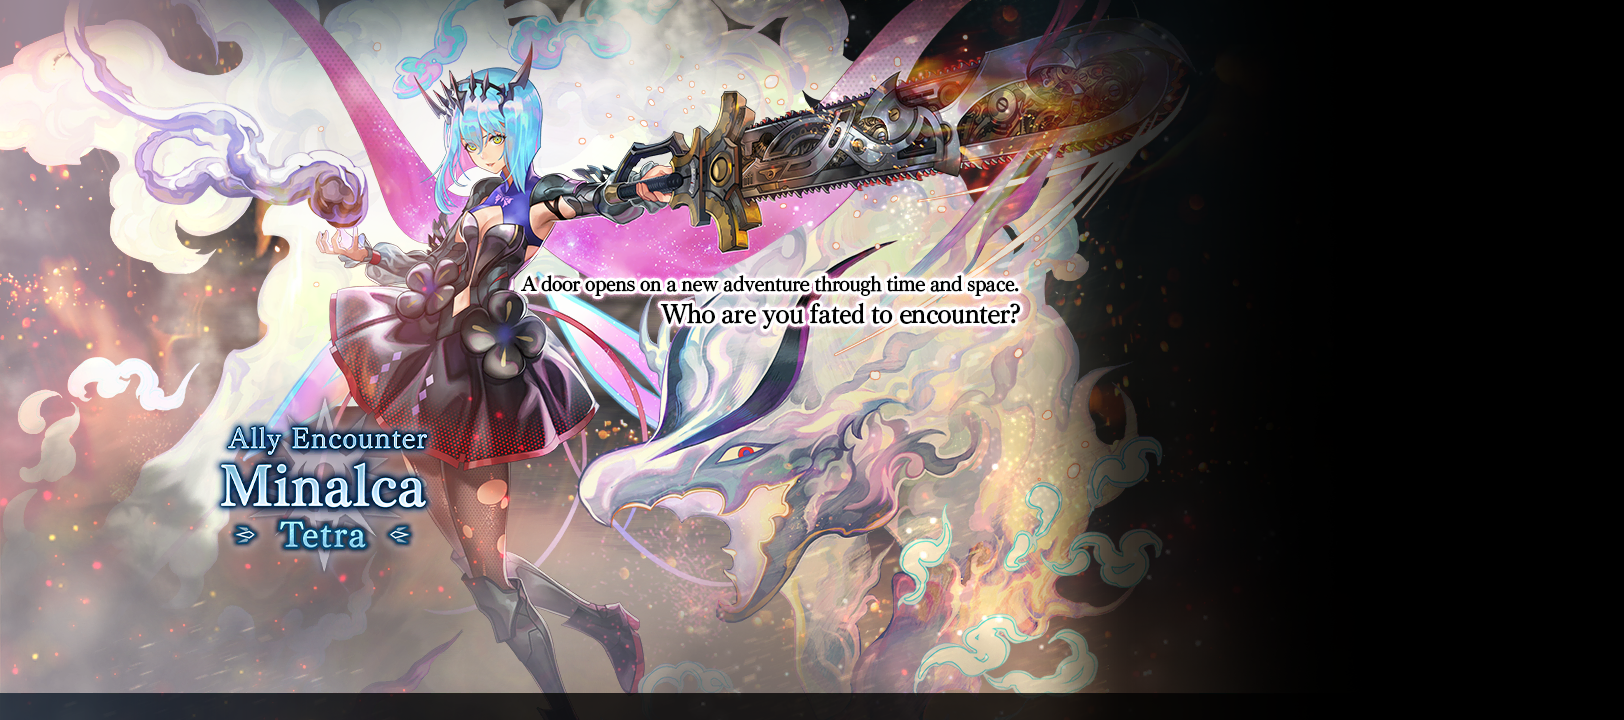 A door opens on a new adventure through time and space.
Who are you fated to encounter?
Ally Encounter
Minalca
Tetra